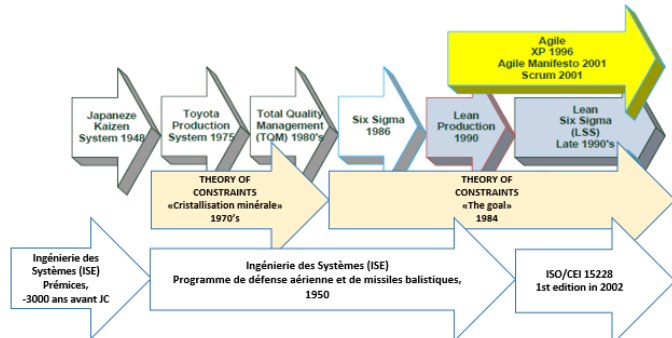 Agile
XP 1996
Agile Manifesto 2001
Scrum 2001
Japaneze
Kaizen
System 1948
Toyota
Production
System 1975
Total Quality
Management
(TQM) 1980's
Six Sigma
1986
Lean
Production
1990
Lean
Six Sigma
(LSS)
Late 1990's
THEORY OF
CONSTRAINTS
«Cristallisation minérale»
1970's
THEORY OF
CONSTRAINTS
«The goal»
1984
Ingénierie des
Systèmes (ISE)
Prémices,
-3000 ans avant JC
Ingénierie des Systèmes (ISE)
Programme de défense aérienne et de missiles balistiques,
1950
ISO/CEI 15228
1st edition in 2002